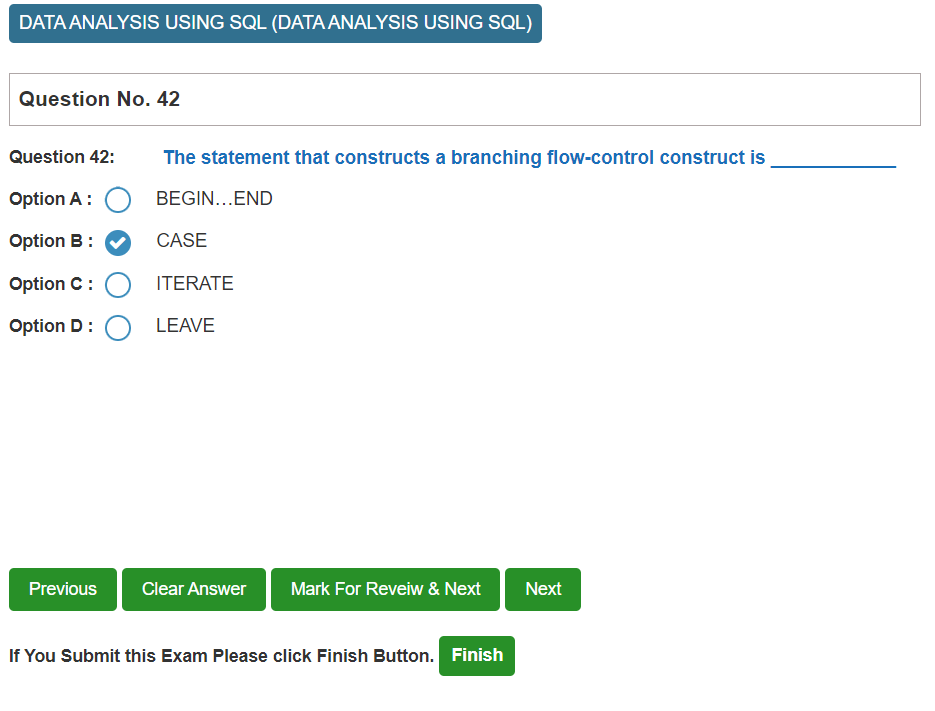 DATA ANALYSIS USING SQL (DATA ANALYSIS USING SQL)
Question No. 42
Question 42: The statement that constructs a branching flow-control construct is ____________
Option A : BEGIN…END
Option B : CASE
Option C : ITERATE
Option D : LEAVE
Previous Clear Answer Mark For Reveiw & Next Next
If You Submit this Exam Please click Finish Button. Finish